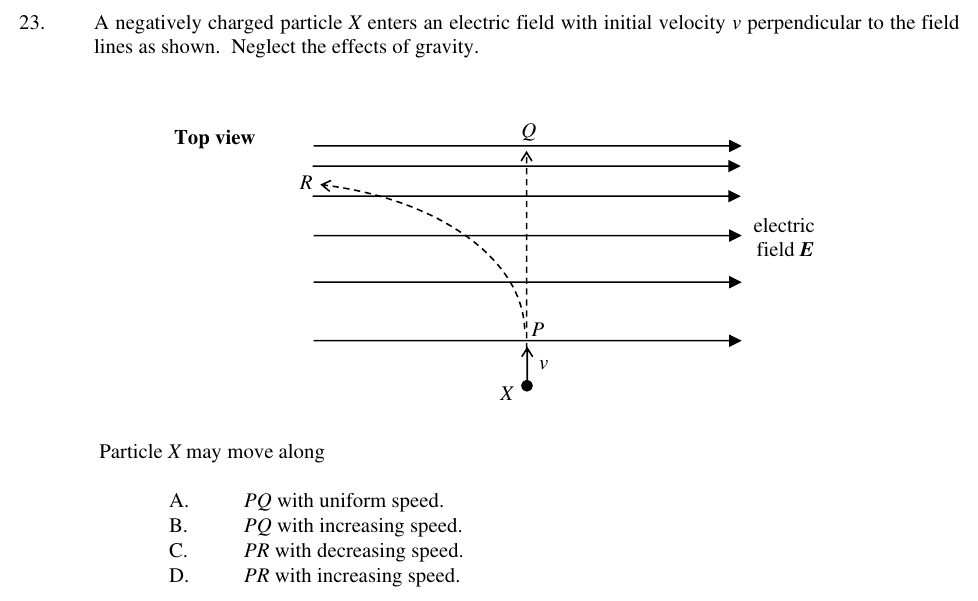 23. A negatively charged particle X enters an electric field with initial velocity v perpendicular to the field
lines as shown. Neglect the effects of gravity.
Top view
Q
R
electric
field E
P
v
X
Particle X may move along
A. PQ with uniform speed.
B. PQ with increasing speed.
C. PR with decreasing speed.
D. PR with increasing speed.